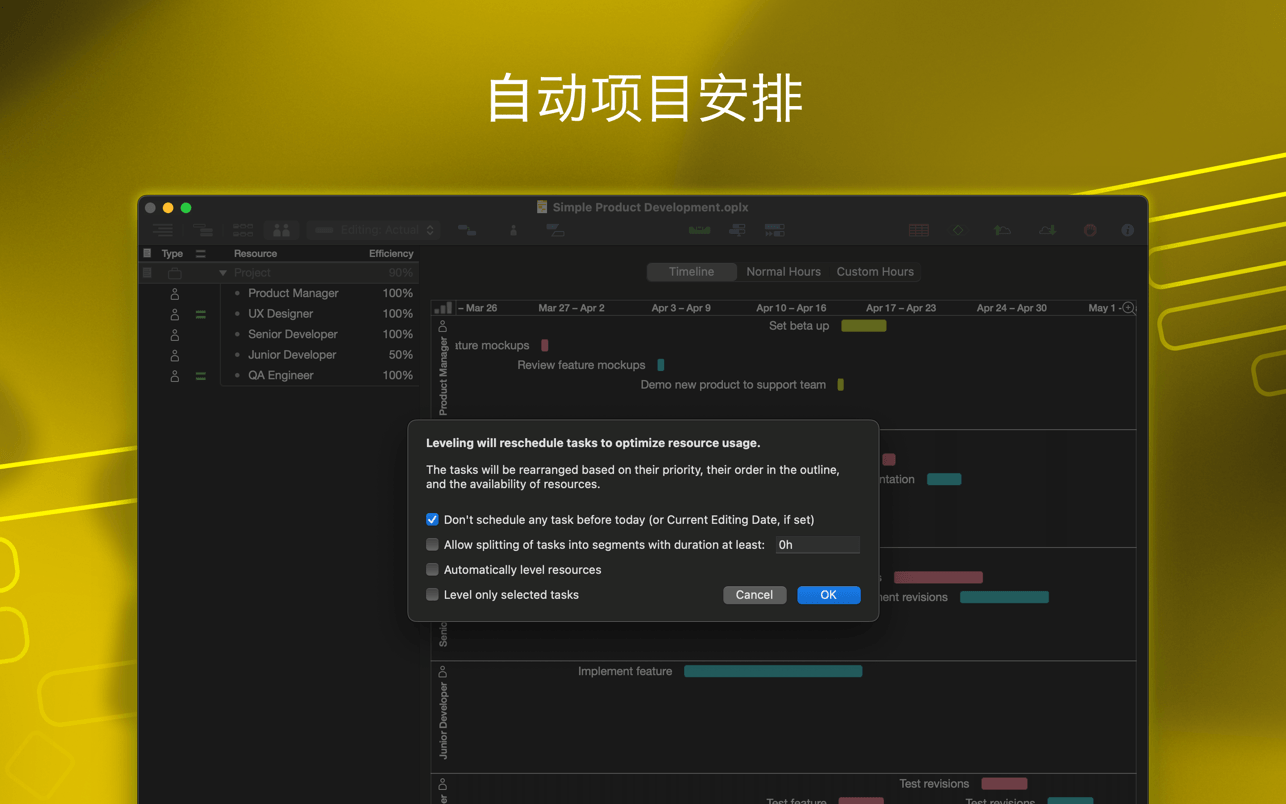 自动项目安排
Simple Product Development.oplx
Editing: Actual
Type Resource Efficiency
Project 90%
Product Manager 100%
UX Designer 100%
Senior Developer 100%
Junior Developer 50%
QA Engineer 100%
Timeline Normal Hours Custom Hours
– Mar 26 Mar 27 – Apr 2 Apr 3 – Apr 9 Apr 10 – Apr 16 Apr 17 – Apr 23 Apr 24 – Apr 30 May 1 -
Product Manager
Set beta up
mockups
Review feature mockups
Demo new product to support team
Leveling will reschedule tasks to optimize resource usage.
The tasks will be rearranged based on their priority, their order in the outline,
and the availability of resources.
Don't schedule any task before today (or Current Editing Date, if set)
Allow splitting of tasks into segments with duration at least: 0h
Automatically level resources
Level only selected tasks
Cancel OK
revisions
Junior Developer
Implement feature
Test revisions
Test feature
Test revisions